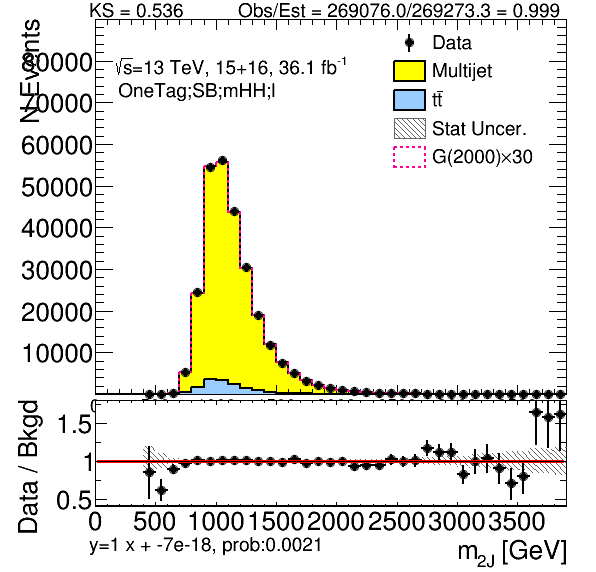 KS = 0.536 Obs/Est = 269076.0/269273.3 = 0.999
N Events
80000
70000
60000
50000
40000
30000
20000
10000
√s=13 TeV, 15+16, 36.1 fb⁻¹
OneTag;SB;mHH;l
Data
Multijet
tt̄
Stat Uncer.
G(2000)×30
Data / Bkgd
1.5
1
0.5
0 500 1000 1500 2000 2500 3000 3500
y=1 x + -7e-18, prob:0.0021
m₂J [GeV]